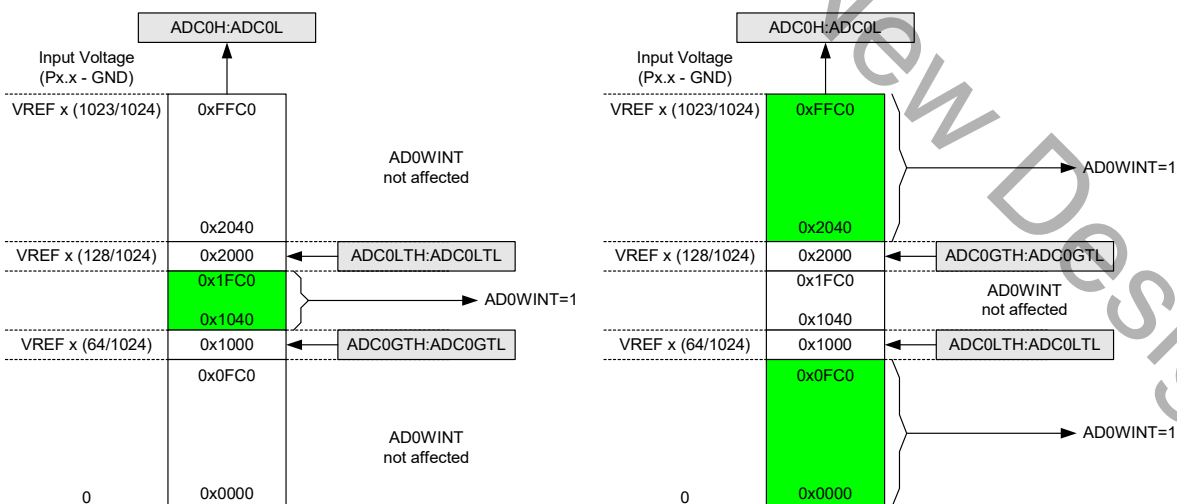 ADC0H:ADC0L
Input Voltage
(Px.x - GND)
VREF x (1023/1024)
0xFFC0
AD0WINT
not affected
0x2040
VREF x (128/1024)
0x2000
ADC0LTH:ADC0LTL
0x1FC0
AD0WINT=1
0x1040
VREF x (64/1024)
0x1000
ADC0GTH:ADC0GTL
0x0FC0
AD0WINT
not affected
0
0x0000
ADC0H:ADC0L
Input Voltage
(Px.x - GND)
VREF x (1023/1024)
0xFFC0
AD0WINT=1
0x2040
VREF x (128/1024)
0x2000
ADC0GTH:ADC0GTL
0x1FC0
AD0WINT
not affected
0x1040
VREF x (64/1024)
0x1000
ADC0LTH:ADC0LTL
0x0FC0
AD0WINT=1
0
0x0000
New